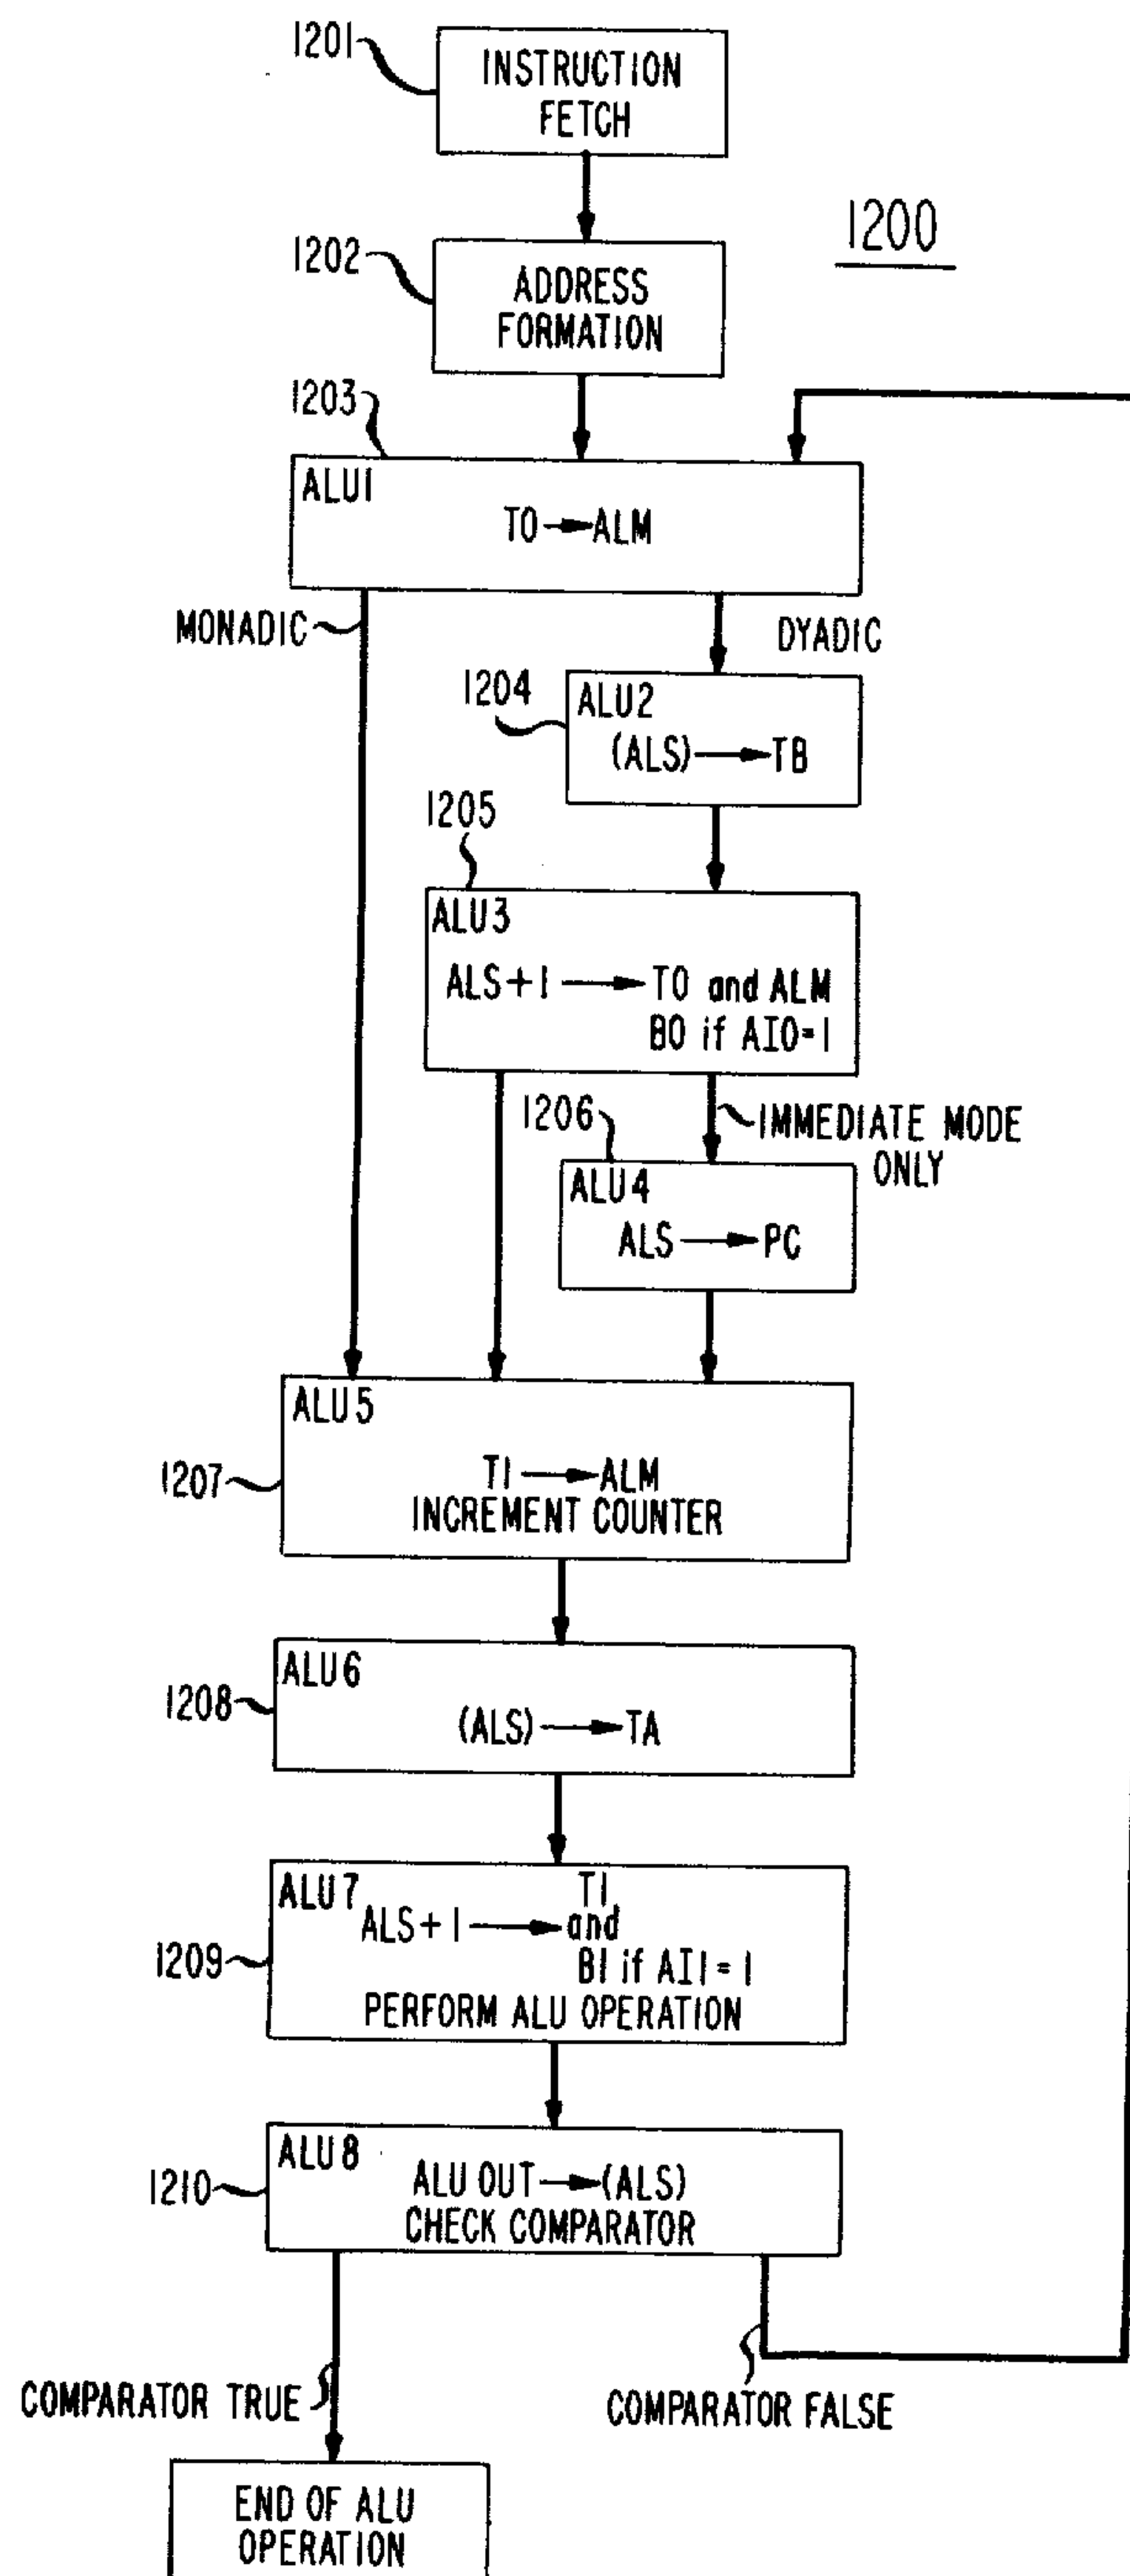 1201
INSTRUCTION
FETCH
1200
1202
ADDRESS
FORMATION
1203
ALU1
T0→ALM
MONADIC
DYADIC
1204
ALU2
(ALS)→TB
1205
ALU3
ALS+1→T0 and ALM
B0 if AI0=1
1206
IMMEDIATE MODE
ONLY
ALU4
ALS→PC
ALU5
1207
T1→ALM
INCREMENT COUNTER
ALU6
1208
(ALS)→TA
ALU7
T1
ALS+1→and
1209
B1 if AI1=1
PERFORM ALU OPERATION
ALU8
1210
ALU OUT→(ALS)
CHECK COMPARATOR
COMPARATOR TRUE
COMPARATOR FALSE
END OF ALU
OPERATION